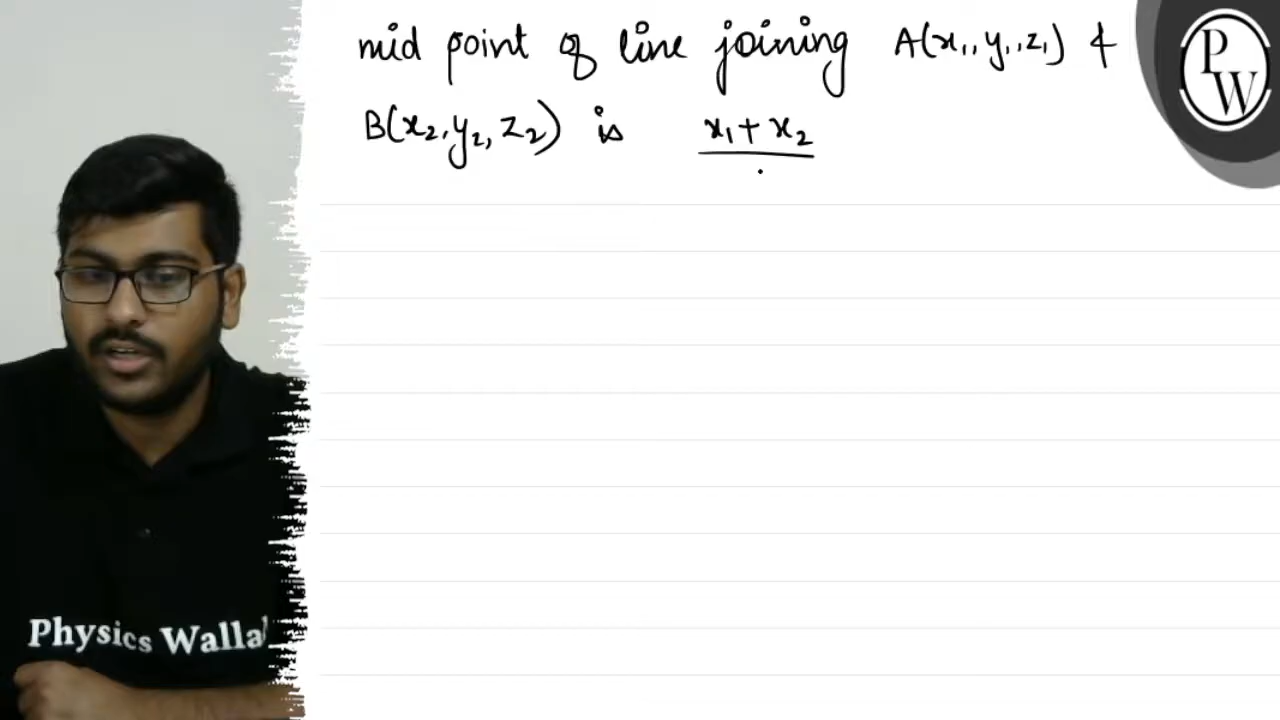 mid point of line joining A(x₁, y₁, z₁) &
B(x₂, y₂, z₂) is x₁ + x₂
PW
Physics Walla